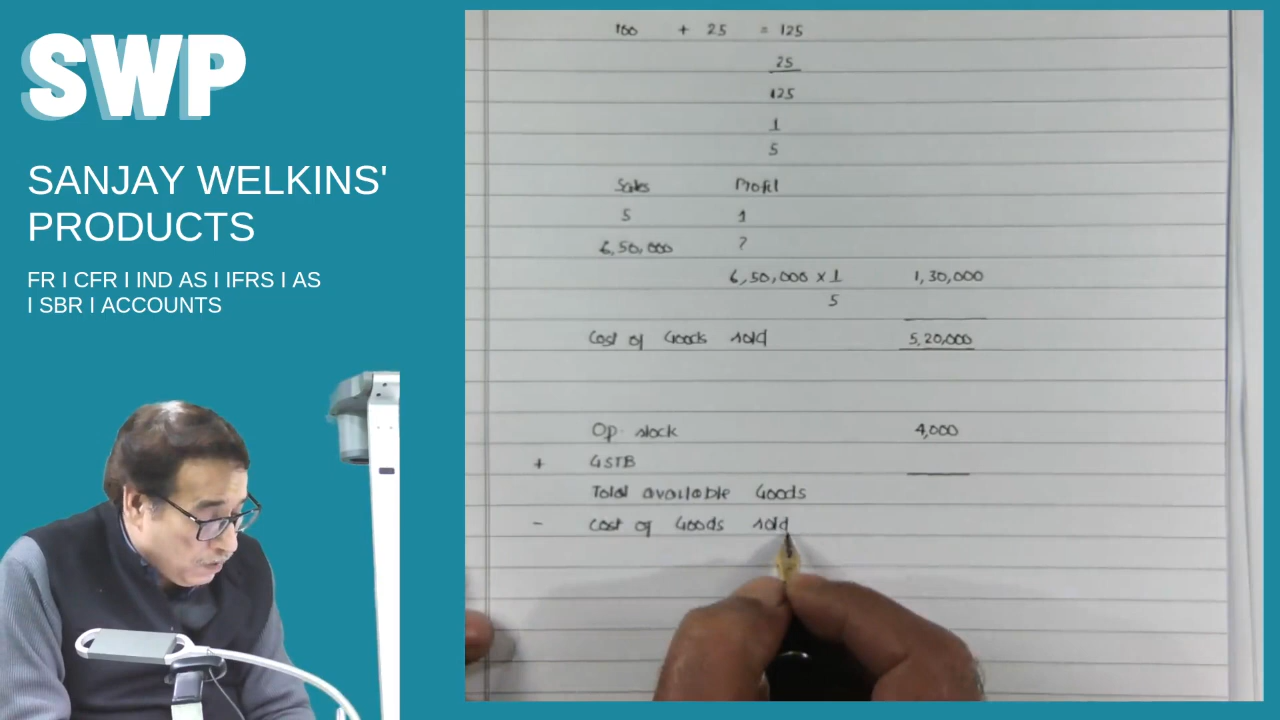 SWP
SANJAY WELKINS'
PRODUCTS
FR I CFR I IND AS I IFRS I AS
I SBR I ACCOUNTS
100 + 25 = 125
25
125
1
5
Sales Profit
5 1
6,50,000 ?
6,50,000 x 1 1,30,000
5
Cost of Goods sold 5,20,000
Op. stock 4,000
+ GSTB
Total available Goods
- Cost of Goods sold